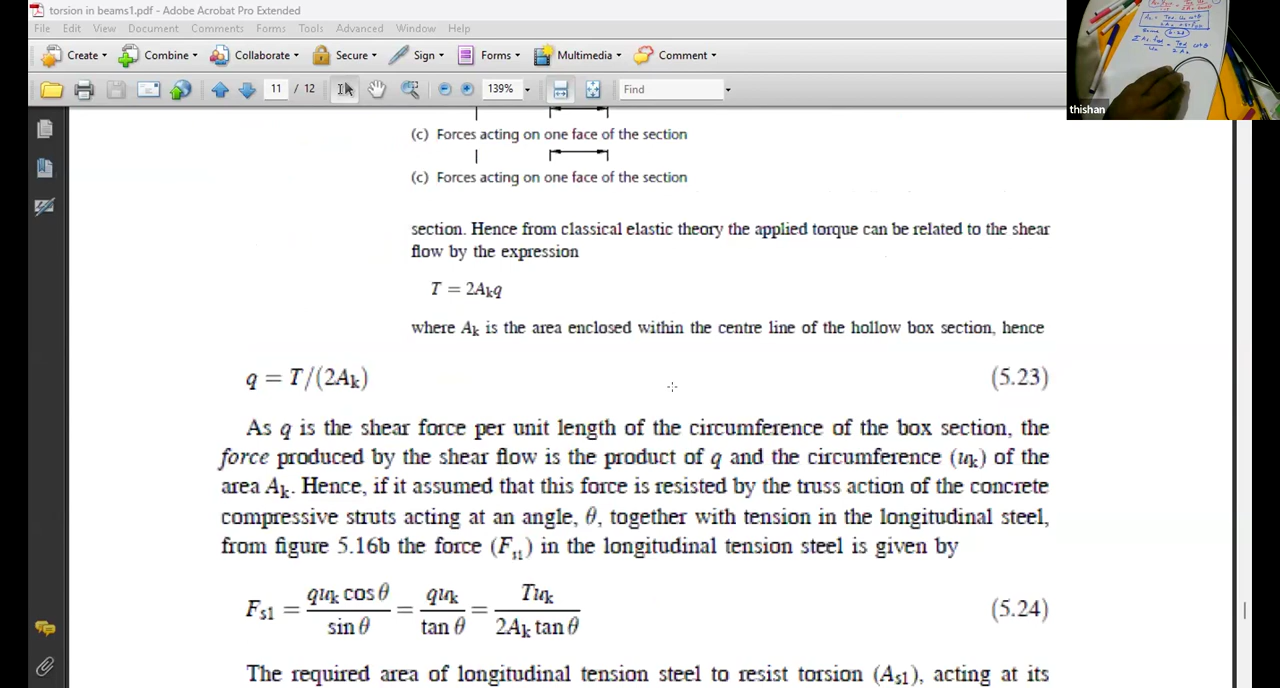 torsion in beams1.pdf - Adobe Acrobat Pro Extended
File Edit View Document Comments Forms Tools Advanced Window Help
Create Combine Collaborate Secure Sign Forms Multimedia Comment
11 / 12 139% Find
thishan
(c) Forces acting on one face of the section
(c) Forces acting on one face of the section
section. Hence from classical elastic theory the applied torque can be related to the shear
flow by the expression
T = 2Akq
where Ak is the area enclosed within the centre line of the hollow box section, hence
q = T/(2Ak) (5.23)
As q is the shear force per unit length of the circumference of the box section, the
force produced by the shear flow is the product of q and the circumference (uk) of the
area Ak. Hence, if it assumed that this force is resisted by the truss action of the concrete
compressive struts acting at an angle, θ, together with tension in the longitudinal steel,
from figure 5.16b the force (Fs1) in the longitudinal tension steel is given by
Fs1 = quk cos θ / sin θ = quk / tan θ = Tuk / 2Ak tan θ (5.24)
The required area of longitudinal tension steel to resist torsion (As1), acting at its